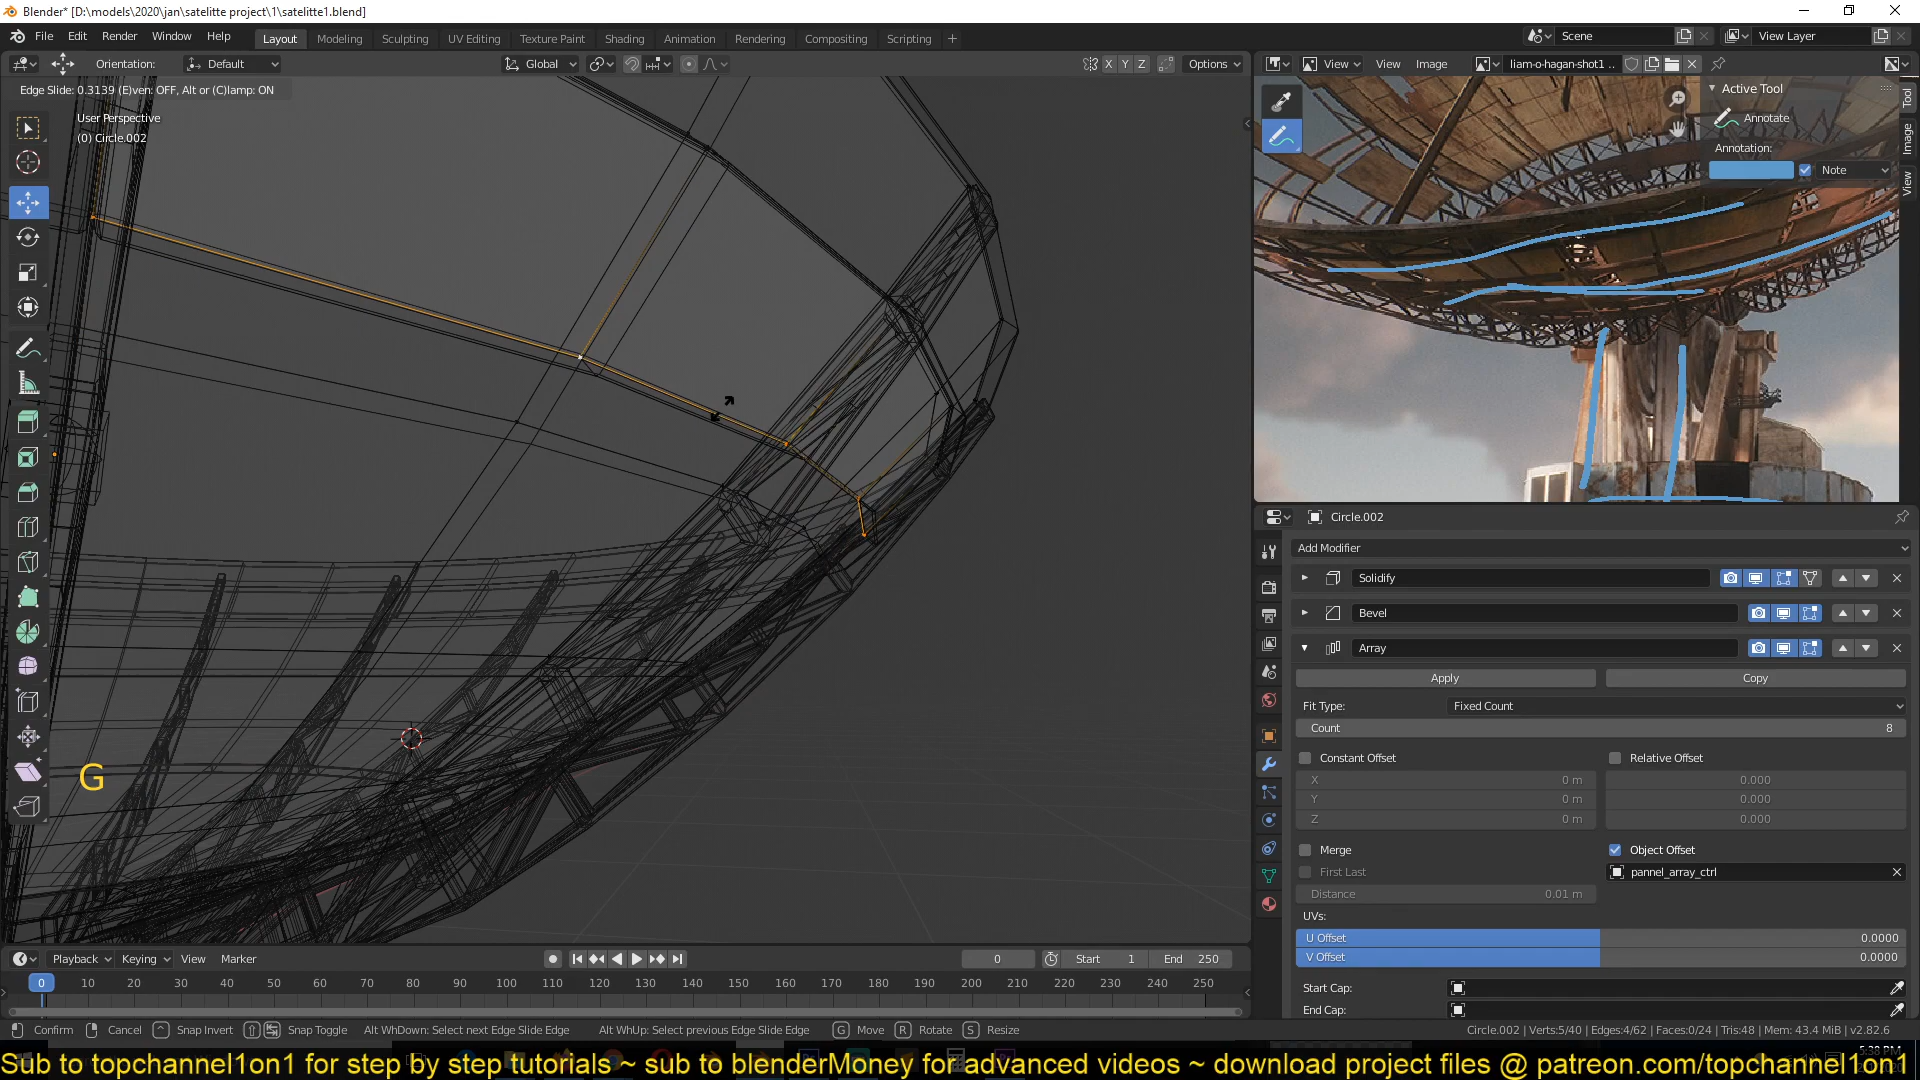 Blender* [D:\models\2020\jan\satelitte project\1\satelitte1.blend]
File Edit Render Window Help
Layout Modeling Sculpting UV Editing Texture Paint Shading Animation Rendering Compositing Scripting +
Scene View Layer
Orientation: Default Global X Y Z Options
View View Image liam-o-hagan-shot1 ..
Edge Slide: 0.3139 (E)ven: OFF, Alt or (C)lamp: ON
User Perspective
(0) Circle.002
Active Tool
Annotate
Annotation:
Note
Tool
Image
View
G
Circle.002
Add Modifier
Solidify
Bevel
Array
Apply Copy
Fit Type: Fixed Count
Count 8
Constant Offset Relative Offset
X 0 m 0.000
Y 0 m 0.000
Z 0 m 0.000
Merge Object Offset
First Last pannel_array_ctrl
Distance 0.01 m
UVs:
U Offset 0.0000
V Offset 0.0000
Start Cap:
End Cap:
Playback Keying View Marker 0 Start 1 End 250
0 10 20 30 40 50 60 70 80 90 100 110 120 130 140 150 160 170 180 190 200 210 220 230 240 250
Confirm Cancel Snap Invert Snap Toggle Alt WhDown: Select next Edge Slide Edge Alt WhUp: Select previous Edge Slide Edge G Move R Rotate S Resize
Circle.002 | Verts:5/40 | Edges:4/62 | Faces:0/24 | Tris:48 | Mem: 43.4 MiB | v2.82.6
Sub to topchannel1on1 for step by step tutorials ~ sub to blenderMoney for advanced videos ~ download project files @ patreon.com/topchannel1on1
5:38 PM